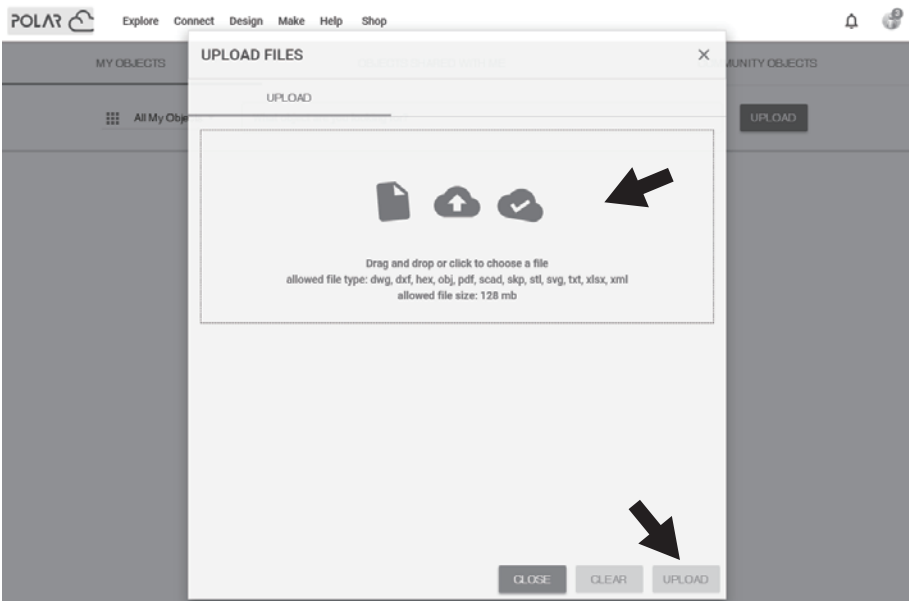 POLAR
Explore Connect Design Make Help Shop
3
UPLOAD FILES
MY OBJECTS
OBJECTS
UPLOAD
All My Obje
UPLOAD
Drag and drop or click to choose a file
allowed file type: dwg, dxf, hex, obj, pdf, scad, skp, stl, svg, txt, xlsx, xml
allowed file size: 128 mb
CLOSE CLEAR UPLOAD